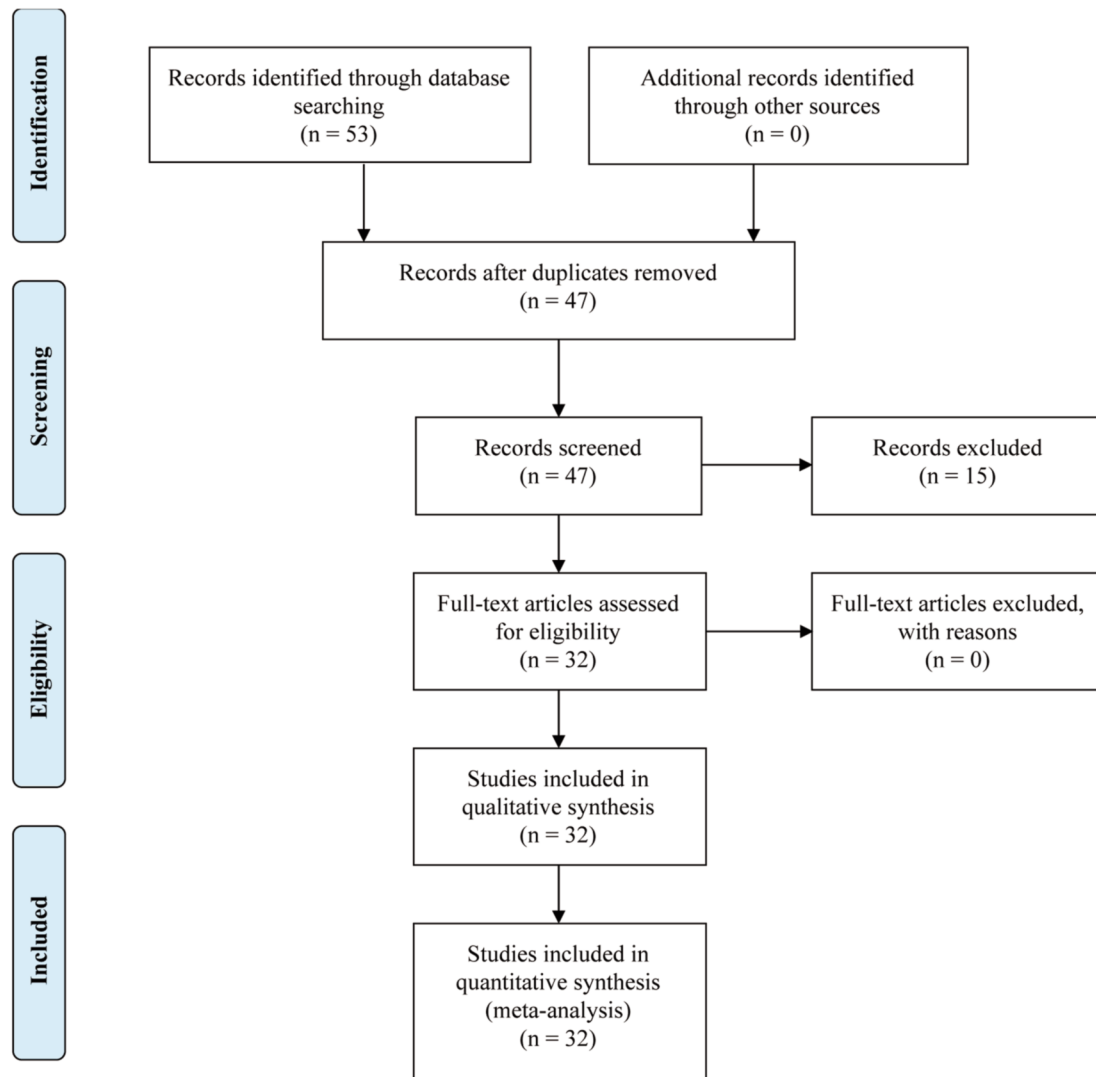 Identification
Records identified through database
searching
(n = 53)
Additional records identified
through other sources
(n = 0)
Records after duplicates removed
(n = 47)
Screening
Records screened
(n = 47)
Records excluded
(n = 15)
Eligibility
Full-text articles assessed
for eligibility
(n = 32)
Full-text articles excluded,
with reasons
(n = 0)
Studies included in
qualitative synthesis
(n = 32)
Included
Studies included in
quantitative synthesis
(meta-analysis)
(n = 32)